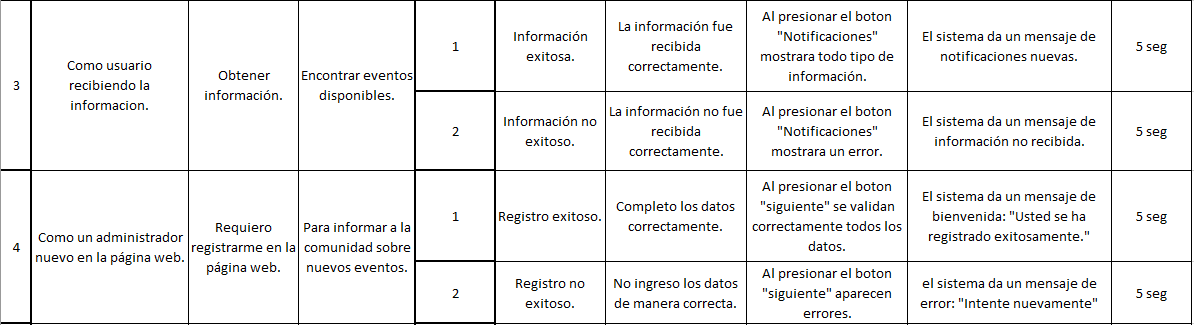 3
Como usuario
recibiendo la
informacion.
Obtener
información.
Encontrar eventos
disponibles.
1
Información
exitosa.
La información fue
recibida
correctamente.
Al presionar el boton
"Notificaciones"
mostrara todo tipo de
información.
El sistema da un mensaje de
notificaciones nuevas.
5 seg
2
Información no
exitoso.
La información no fue
recibida
correctamente.
Al presionar el boton
"Notificaciones"
mostrara un error.
El sistema da un mensaje de
información no recibida.
5 seg
4
Como un administrador
nuevo en la página web.
Requiero
registrarme en la
página web.
Para informar a la
comunidad sobre
nuevos eventos.
1
Registro exitoso.
Completo los datos
correctamente.
Al presionar el boton
"siguiente" se validan
correctamente todos los
datos.
El sistema da un mensaje de
bienvenida: "Usted se ha
registrado exitosamente."
5 seg
2
Registro no
exitoso.
No ingreso los datos
de manera correcta.
Al presionar el boton
"siguiente" aparecen
errores.
el sistema da un mensaje de
error: "Intente nuevamente"
5 seg